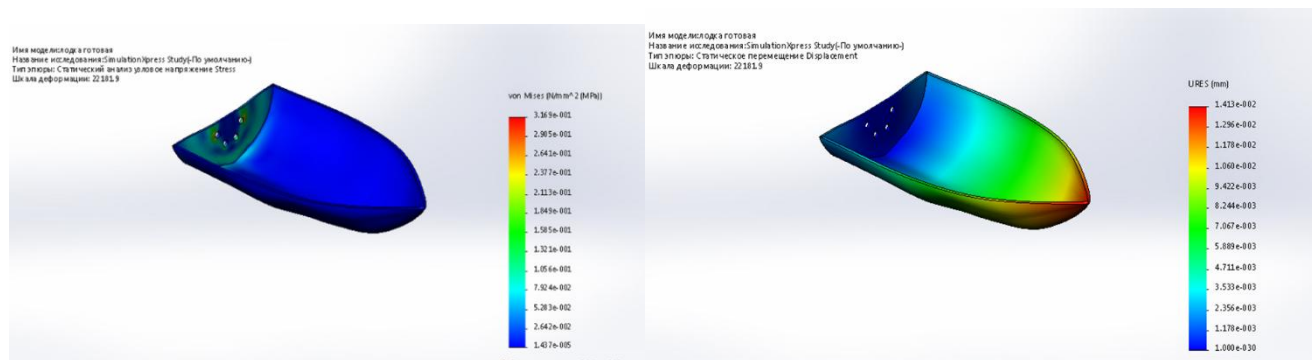 Имя модели:лодка готовая
Название исследования:SimulationXpress Study(-По умолчанию-)
Тип эпюры: Статический анализ узловое напряжение Stress
Шкала деформации: 22181.9
von Mises (N/mm^2 (MPa))
3.169e-001
2.905e-001
2.641e-001
2.377e-001
2.113e-001
1.849e-001
1.585e-001
1.321e-001
1.056e-001
7.924e-002
5.283e-002
2.642e-002
1.437e-005
Имя модели:лодка готовая
Название исследования:SimulationXpress Study(-По умолчанию-)
Тип эпюры: Статическое перемещение Displacement
Шкала деформации: 22181.9
URES (mm)
1.413e-002
1.296e-002
1.178e-002
1.060e-002
9.422e-003
8.244e-003
7.067e-003
5.889e-003
4.711e-003
3.533e-003
2.356e-003
1.178e-003
1.000e-030